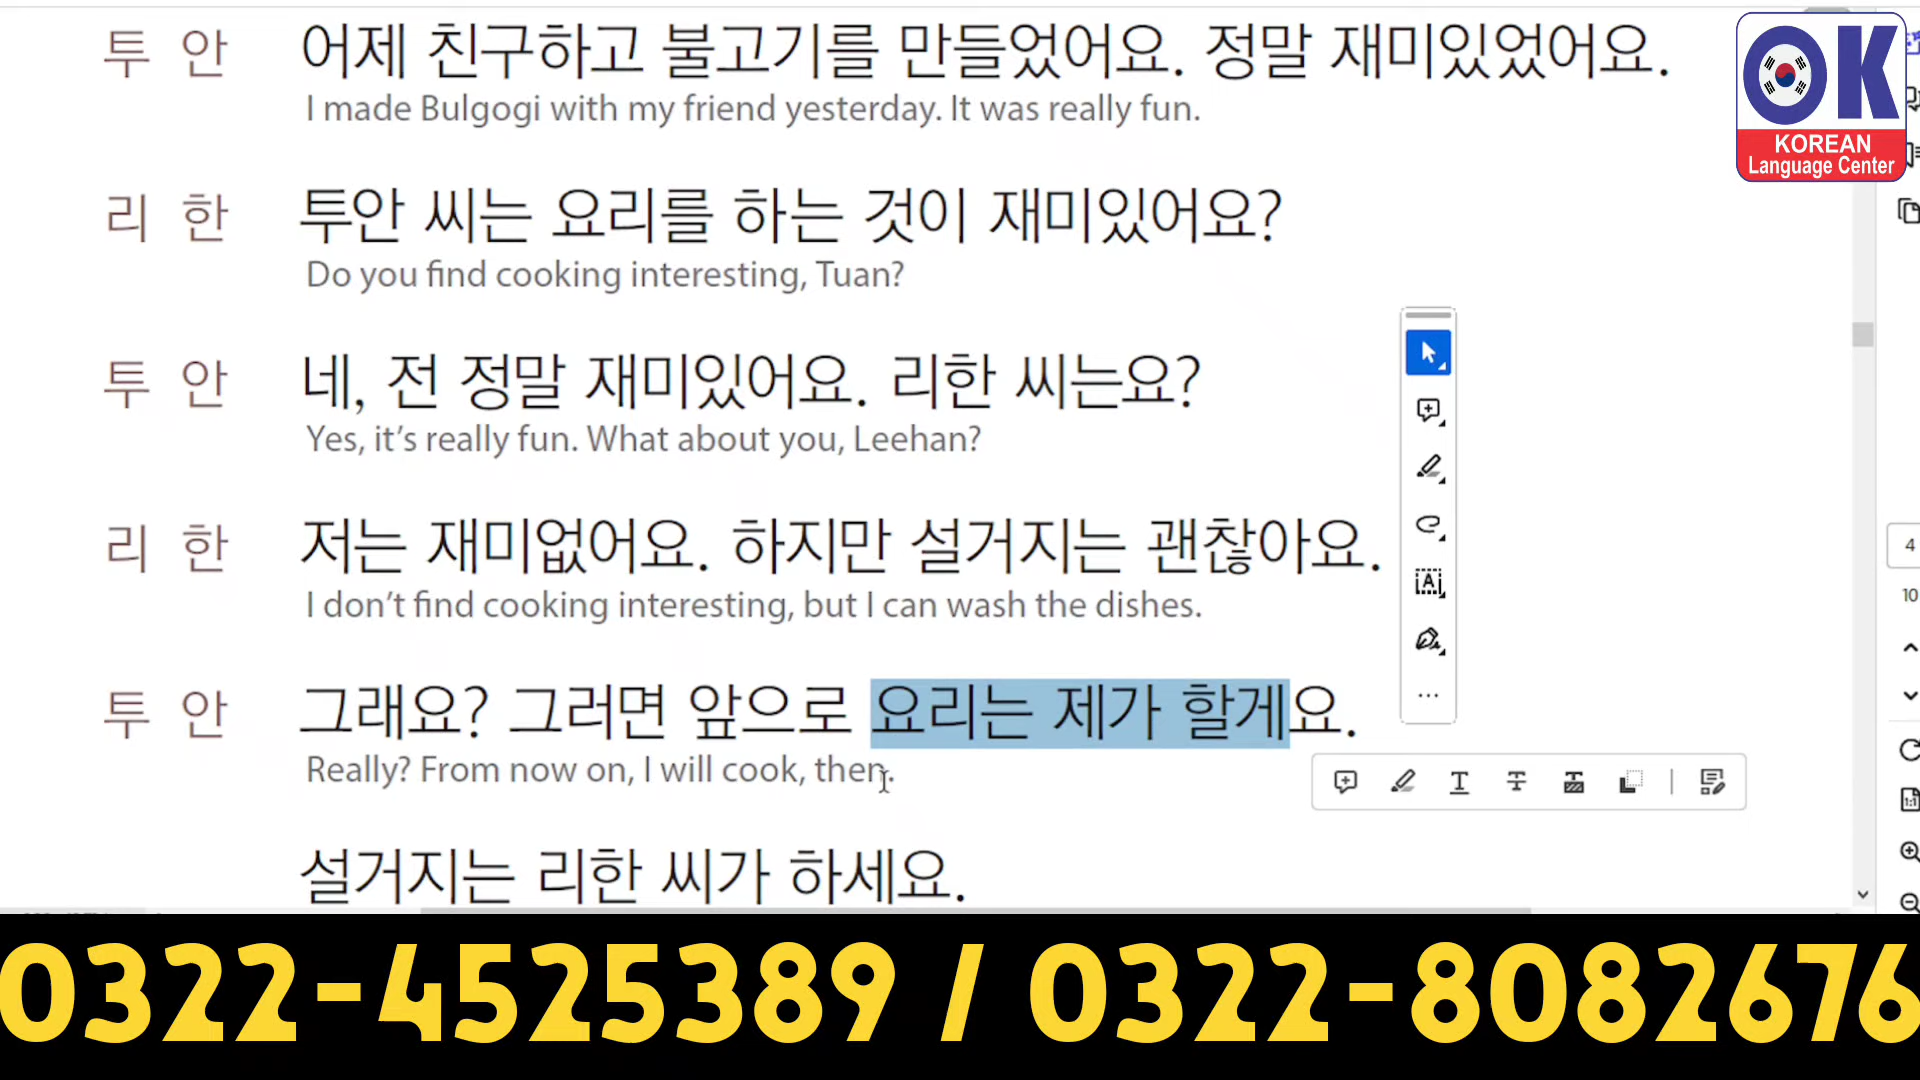 투 안 어제 친구하고 불고기를 만들었어요. 정말 재미있었어요.
I made Bulgogi with my friend yesterday. It was really fun.
OK
KOREAN
Language Center
리 한 투안 씨는 요리를 하는 것이 재미있어요?
Do you find cooking interesting, Tuan?
투 안 네, 전 정말 재미있어요. 리한 씨는요?
Yes, it's really fun. What about you, Leehan?
리 한 저는 재미없어요. 하지만 설거지는 괜찮아요.
I don't find cooking interesting, but I can wash the dishes.
4
10
투 안 그래요? 그러면 앞으로 요리는 제가 할게요.
Really? From now on, I will cook, then.
설거지는 리한 씨가 하세요.
0322-4525389 / 0322-8082676